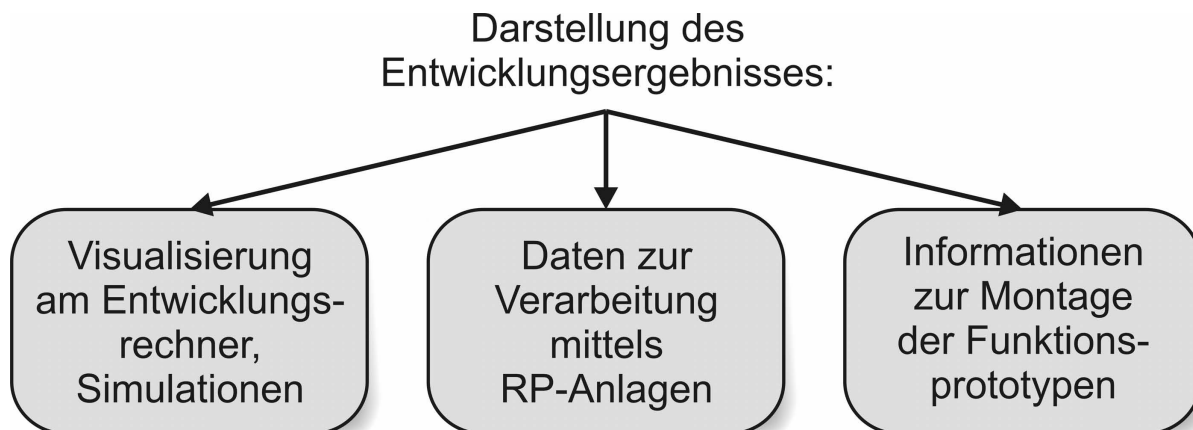 Darstellung des
Entwicklungsergebnisses:
Visualisierung
am Entwicklungs-
rechner,
Simulationen
Daten zur
Verarbeitung
mittels
RP-Anlagen
Informationen
zur Montage
der Funktions-
prototypen